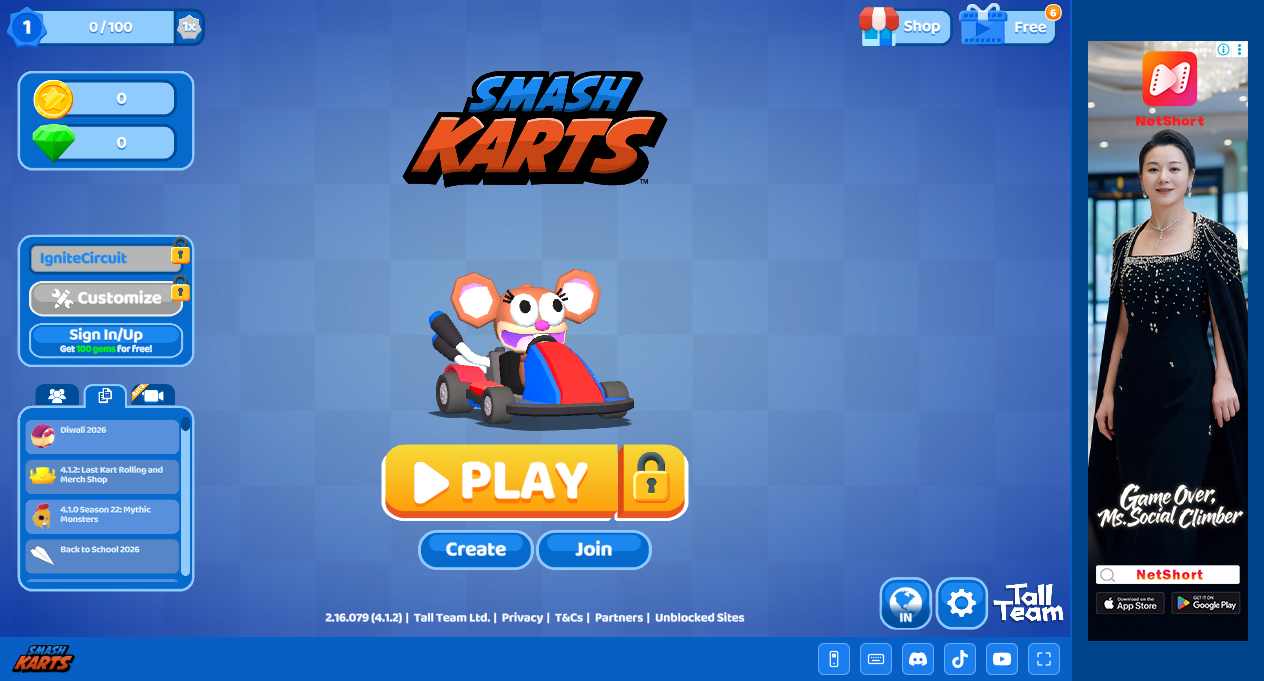 1
0/100
1x
Shop
Free
6
0
0
SMASH
KARTS
TM
IgniteCircuit
Customize
Sign In/Up
Get 100 gems for free!
Diwali 2026
4.1.2: Last Kart Rolling and
Merch Shop
4.1.0 Season 22: Mythic
Monsters
Back to School 2026
PLAY
Create
Join
2.16.079 (4.1.2) | Tall Team Ltd. | Privacy | T&Cs | Partners | Unblocked Sites
IN
Tall
Team
SMASH
KARTS
NetShort
Game Over,
Ms. Social Climber
NetShort
Download on the
App Store
GET IT ON
Google Play